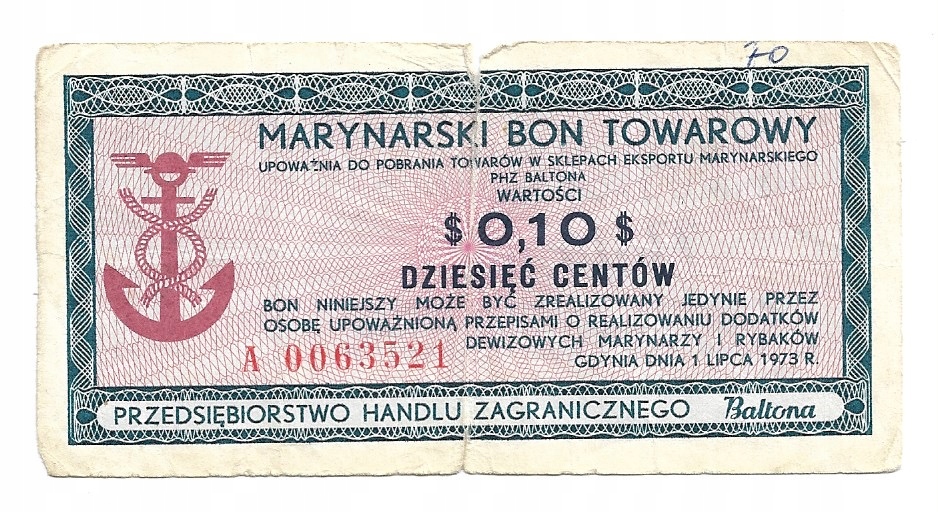 70
MARYNARSKI BON TOWAROWY
UPOWAŻNIA DO POBRANIA TOWARÓW W SKLEPACH EKSPORTU MARYNARSKIEGO
PHZ BALTONA
WARTOŚCI
$ 0,10 $
DZIESIĘĆ CENTÓW
BON NINIEJSZY MOŻE BYĆ ZREALIZOWANY JEDYNIE PRZEZ
OSOBĘ UPOWAŻNIONĄ PRZEPISAMI O REALIZOWANIU DODATKÓW
DEWIZOWYCH MARYNARZY I RYBAKÓW
GDYNIA DNIA 1 LIPCA 1973 R.
A 0063521
PRZEDSIĘBIORSTWO HANDLU ZAGRANICZNEGO Baltona